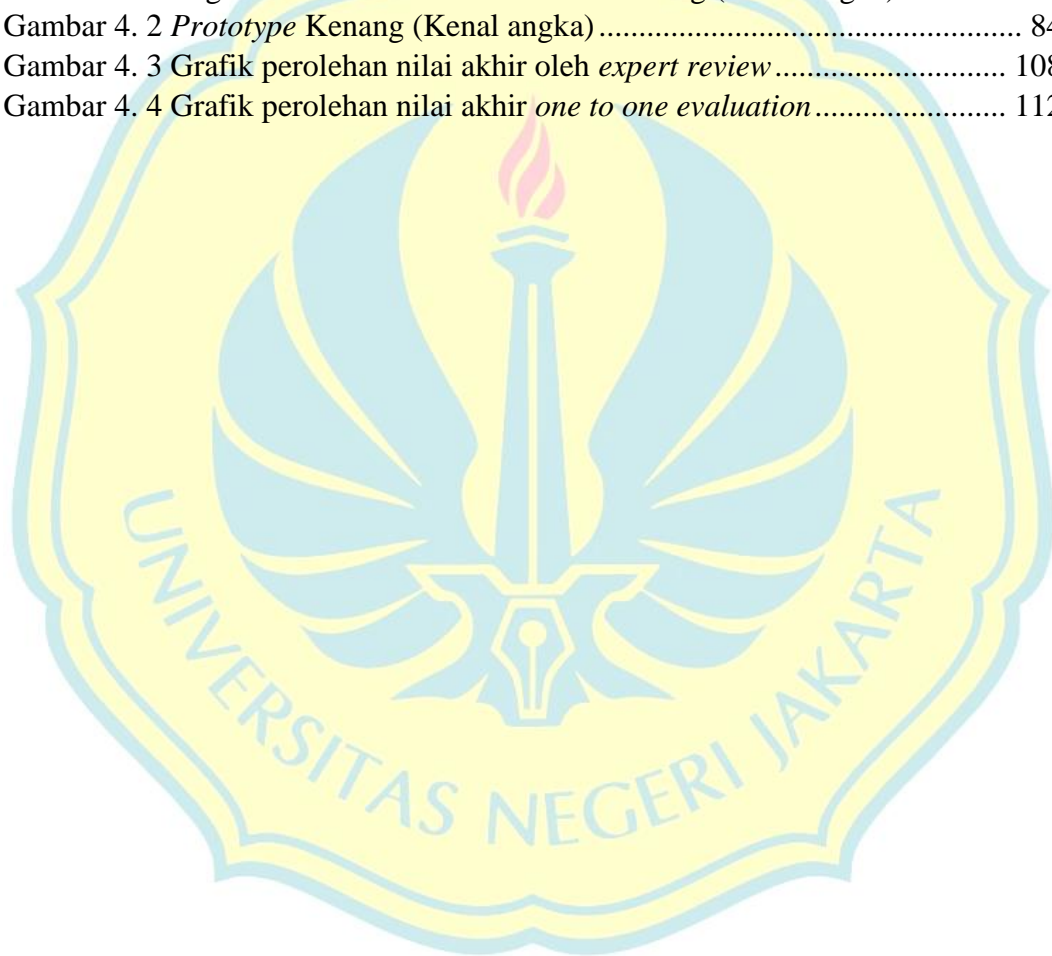 Gambar 4. 2 Prototype Kenang (Kenal angka)............................................................ 84
Gambar 4. 3 Grafik perolehan nilai akhir oleh expert review................................. 108
Gambar 4. 4 Grafik perolehan nilai akhir one to one evaluation........................... 112
UNIVERSITAS NEGERI JAKARTA